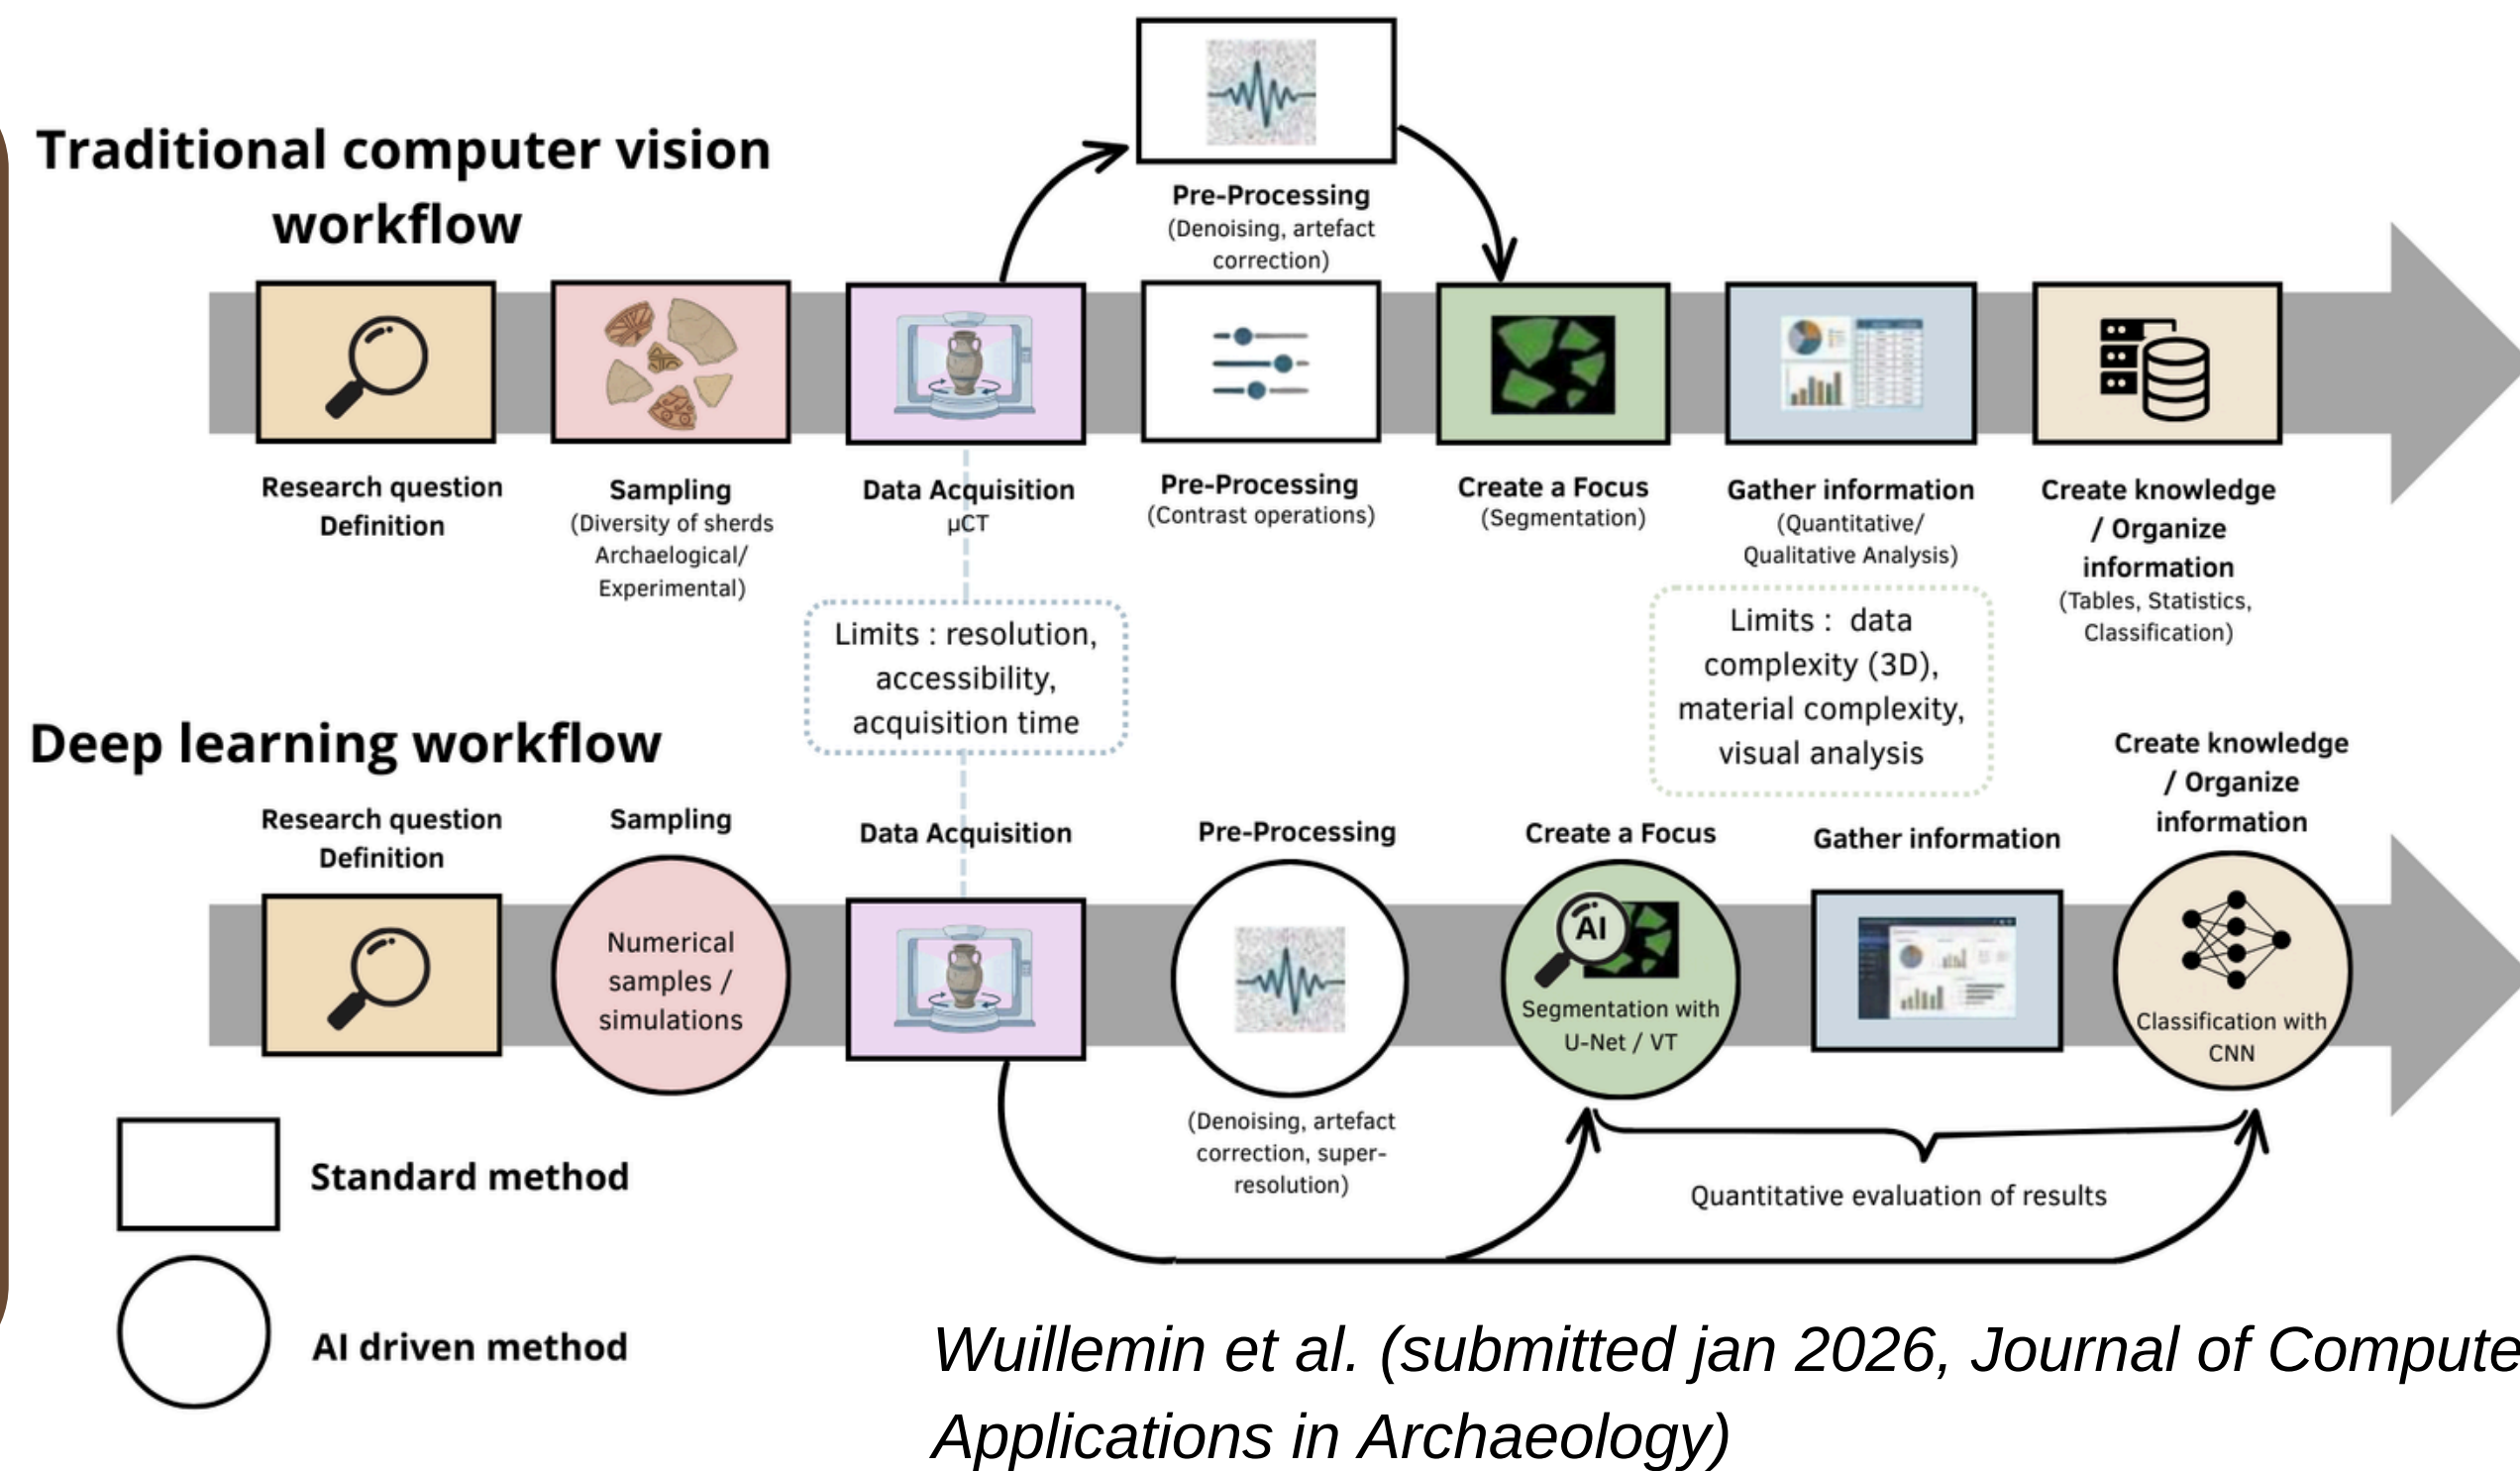 Traditional computer vision
workflow
Pre-Processing
(Denoising, artefact
correction)
Research question
Definition
Sampling
(Diversity of sherds
Archaelogical/
Experimental)
Data Acquisition
µCT
Pre-Processing
(Contrast operations)
Create a Focus
(Segmentation)
Gather information
(Quantitative/
Qualitative Analysis)
Create knowledge
/ Organize
information
(Tables, Statistics,
Classification)
Limits : resolution,
accessibility,
acquisition time
Limits : data
complexity (3D),
material complexity,
visual analysis
Deep learning workflow
Research question
Definition
Sampling
Numerical
samples /
simulations
Data Acquisition
Pre-Processing
(Denoising, artefact
correction, super-
resolution)
Create a Focus
AI
Segmentation with
U-Net / VT
Gather information
Create knowledge
/ Organize
information
Classification with
CNN
Quantitative evaluation of results
Standard method
AI driven method
Wuillemin et al. (submitted jan 2026, Journal of Compute
Applications in Archaeology)